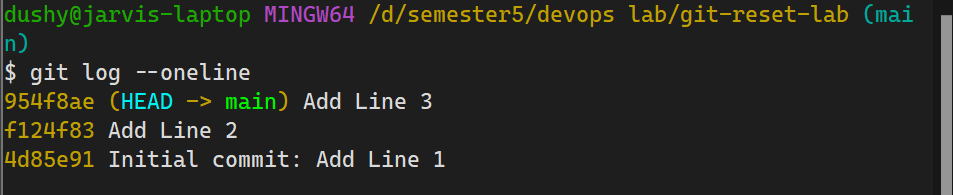 dushy@jarvis-laptop MINGW64 /d/semester5/devops lab/git-reset-lab (mai
n)
$ git log --oneline
954f8ae (HEAD -> main) Add Line 3
f124f83 Add Line 2
4d85e91 Initial commit: Add Line 1